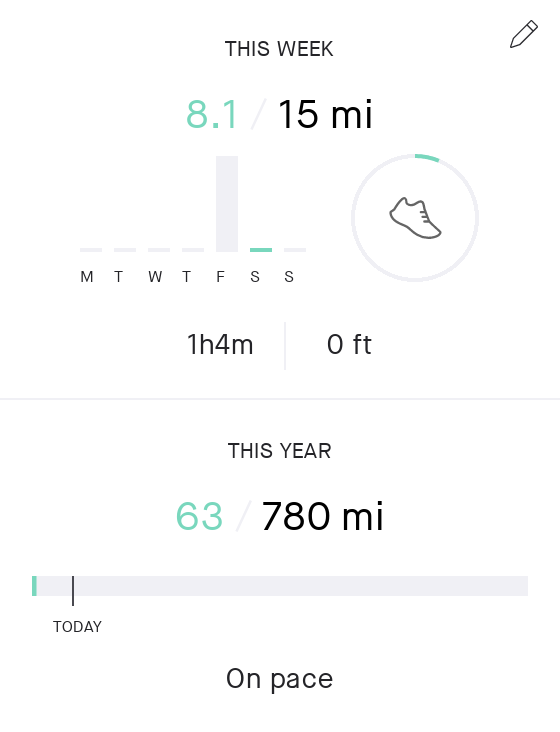 THIS WEEK
8.1 / 15 mi
M T W T F S S
1h4m 0 ft
THIS YEAR
63 / 780 mi
TODAY
On pace